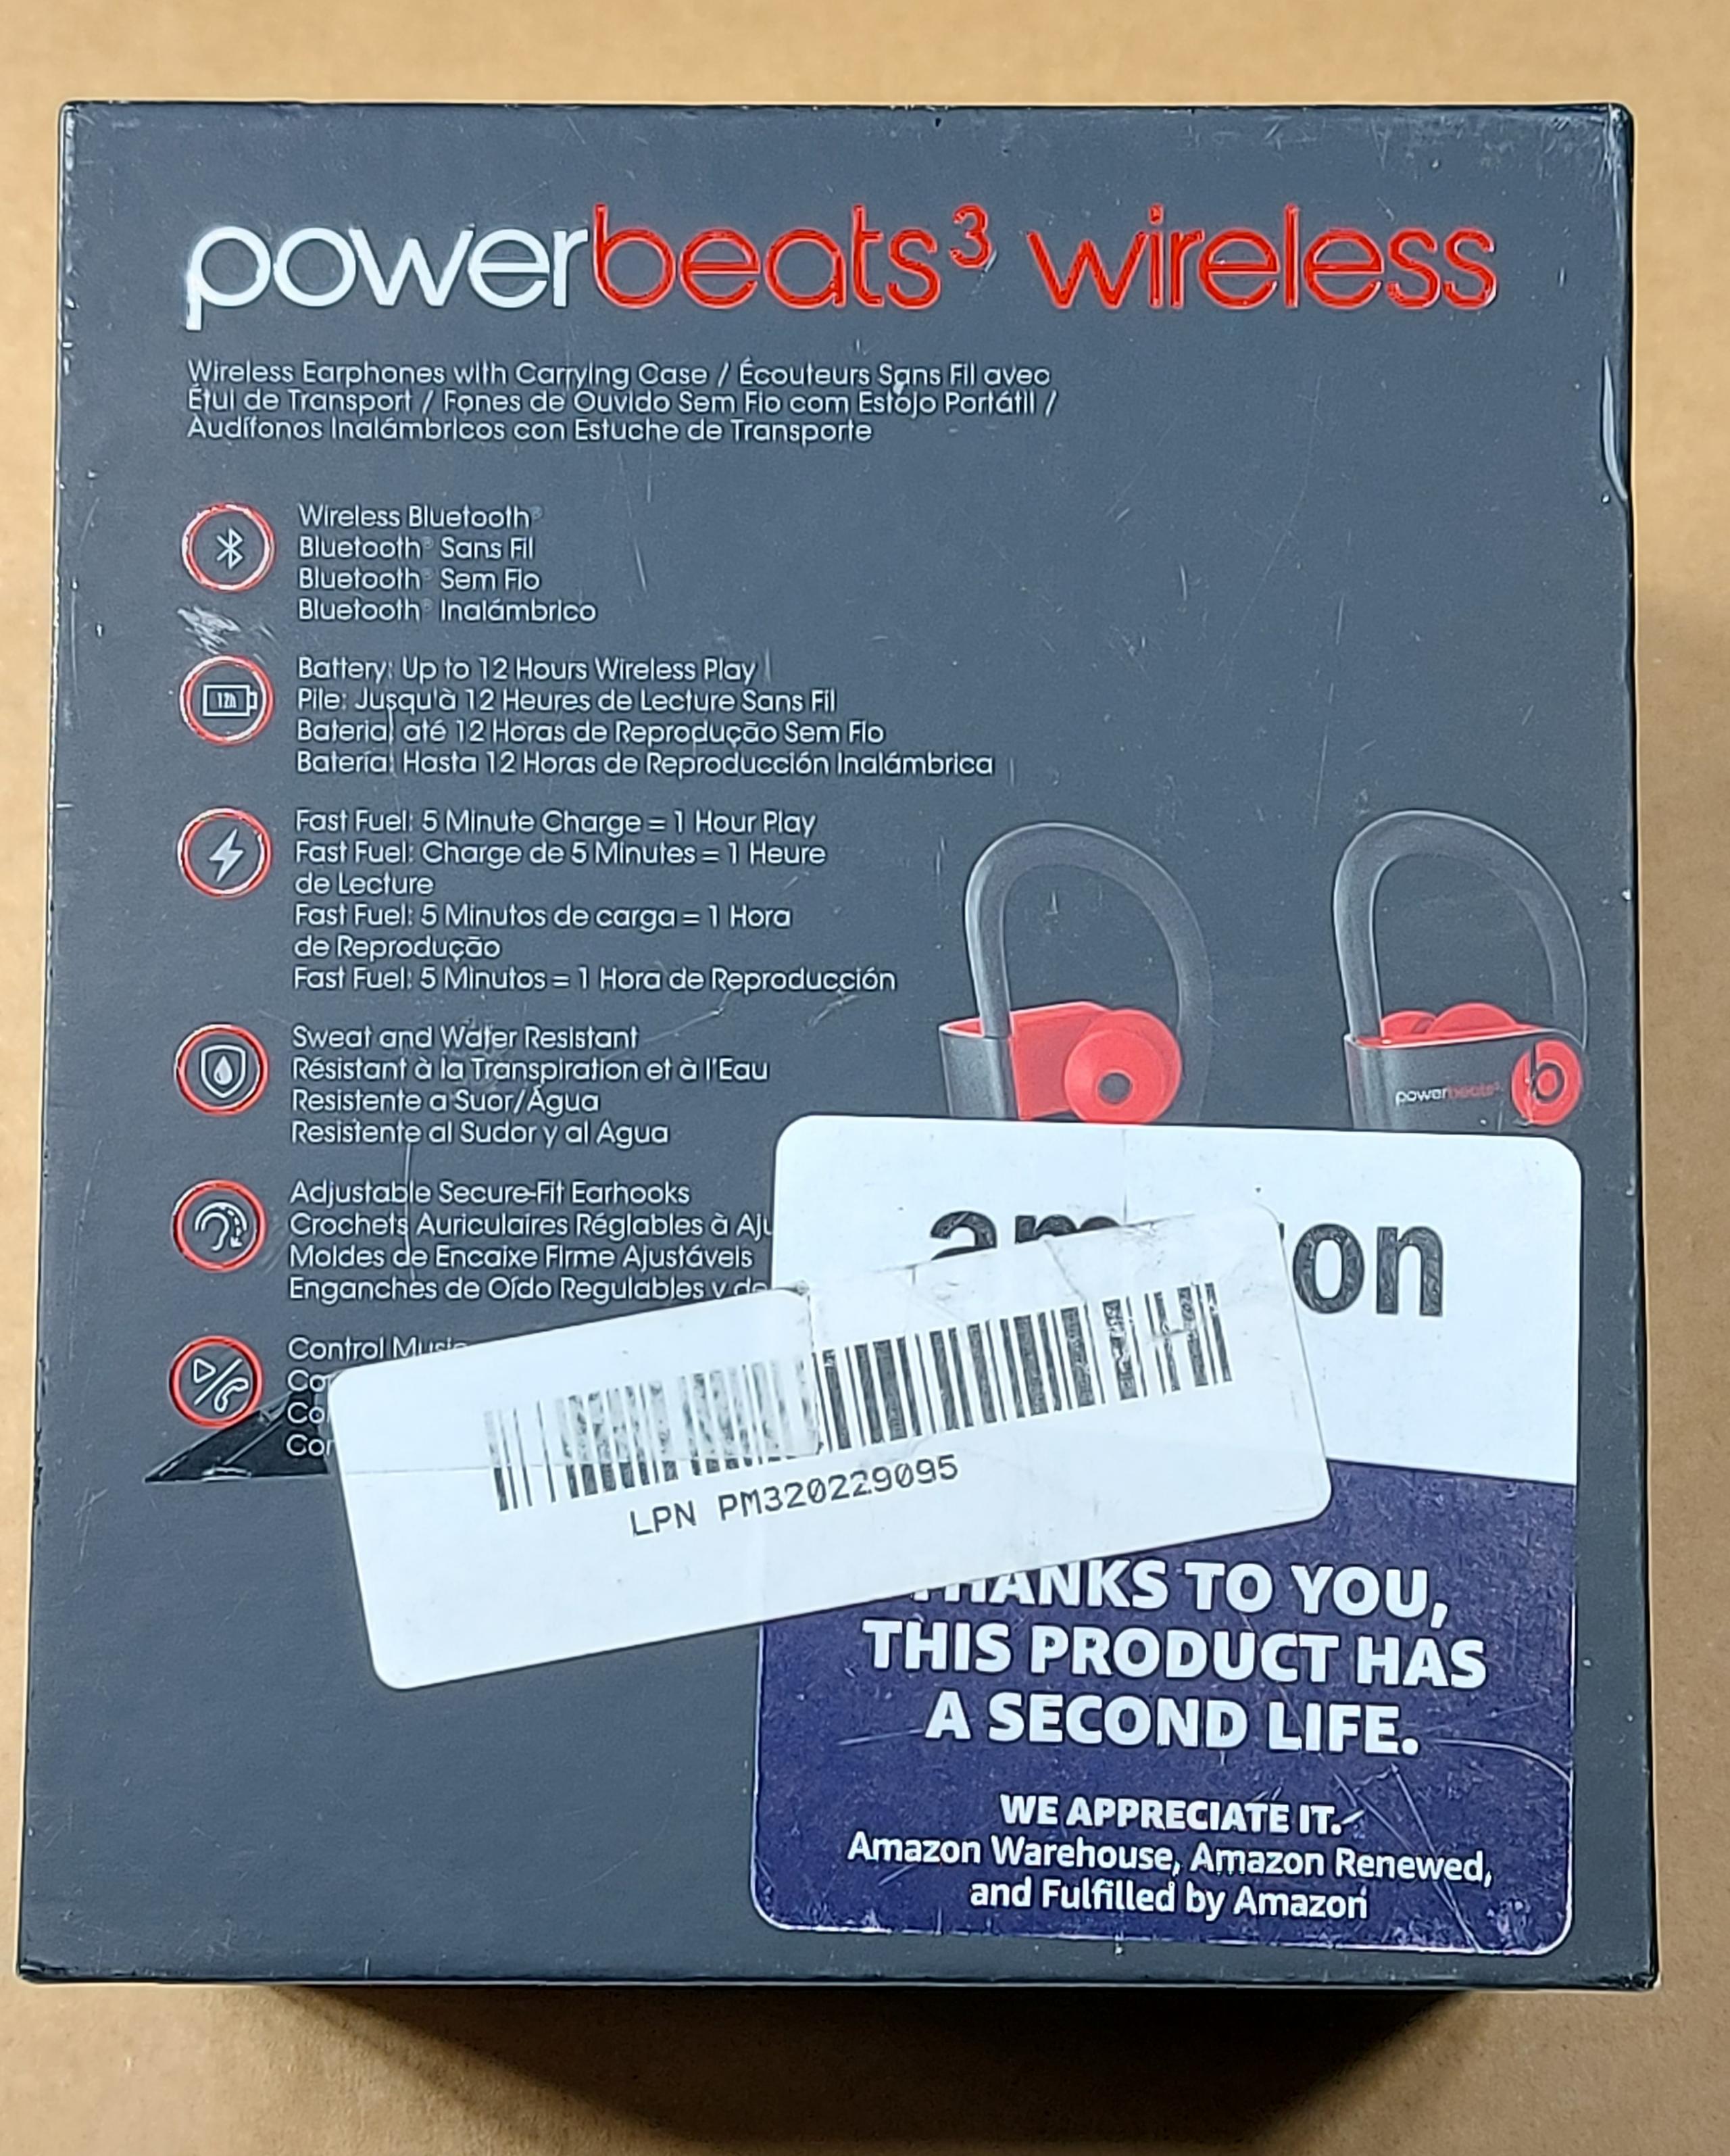 powerbeats³ wireless
Wireless Earphones with Carrying Case / Écouteurs Sans Fil avec
Étui de Transport / Fones de Ouvido Sem Fio com Estojo Portátil /
Audífonos Inalámbricos con Estuche de Transporte
Wireless Bluetooth®
Bluetooth® Sans Fil
Bluetooth® Sem Fio
Bluetooth® Inalámbrico
12h
Battery: Up to 12 Hours Wireless Play
Pile: Jusqu'à 12 Heures de Lecture Sans Fil
Bateria: até 12 Horas de Reprodução Sem Fio
Batería: Hasta 12 Horas de Reproducción Inalámbrica
Fast Fuel: 5 Minute Charge = 1 Hour Play
Fast Fuel: Charge de 5 Minutes = 1 Heure
de Lecture
Fast Fuel: 5 Minutos de carga = 1 Hora
de Reprodução
Fast Fuel: 5 Minutos = 1 Hora de Reproducción
Sweat and Water Resistant
Résistant à la Transpiration et à l'Eau
Resistente a Suor/Água
Resistente al Sudor y al Agua
Adjustable Secure-Fit Earhooks
Crochets Auriculaires Réglables à
Moldes de Encaixe Firme Ajustáveis
Enganches de Oído Regulables y de
Control
powerbeats³
b
LPN PM320229095
THANKS TO YOU,
THIS PRODUCT HAS
A SECOND LIFE.
WE APPRECIATE IT.
Amazon Warehouse, Amazon Renewed,
and Fulfilled by Amazon